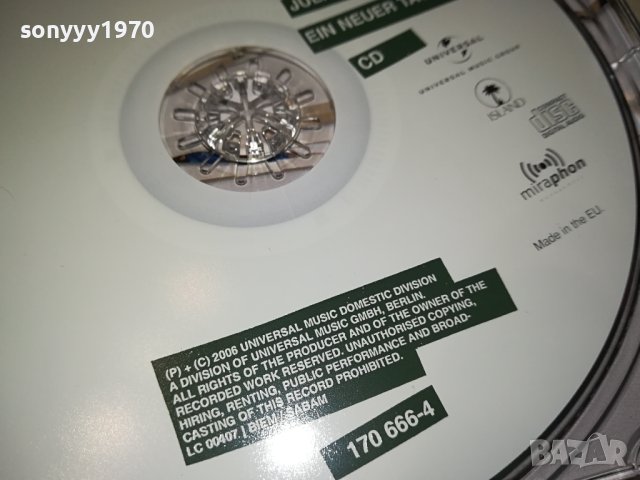 sonyyy1970
EIN NEUER
CD
UNIVERSAL
UNIVERSAL MUSIC GROUP
ISLAND
COMPACT
disc
DIGITAL AUDIO
miraphon
Made in the EU.
(P) + (C) 2006 UNIVERSAL MUSIC DOMESTIC DIVISION
A DIVISION OF UNIVERSAL MUSIC GMBH, BERLIN.
ALL RIGHTS OF THE PRODUCER AND OF THE OWNER OF THE
RECORDED WORK RESERVED. UNAUTHORISED COPYING,
HIRING, RENTING, PUBLIC PERFORMANCE AND BROAD-
CASTING OF THIS RECORD PROHIBITED.
LC 00407 | BIEM/SABAM
170 666-4
BAZAR